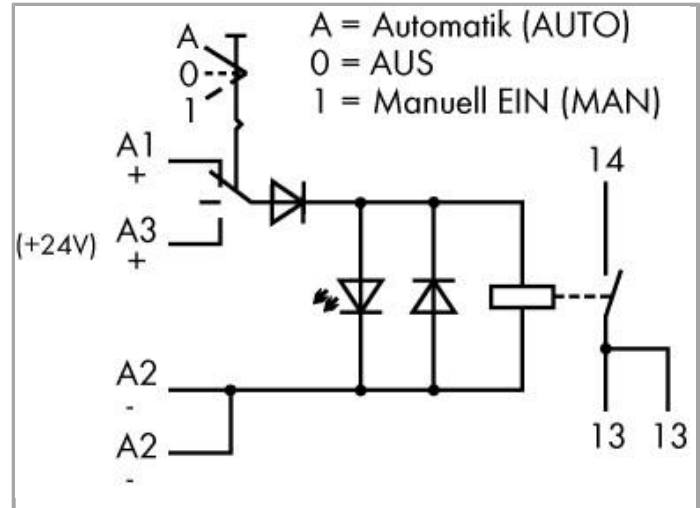 A = Automatik (AUTO)
0 = AUS
1 = Manuell EIN (MAN)
A
0
1
A1
+
(+24V) A3
+
A2
-
A2
-
14
13 13